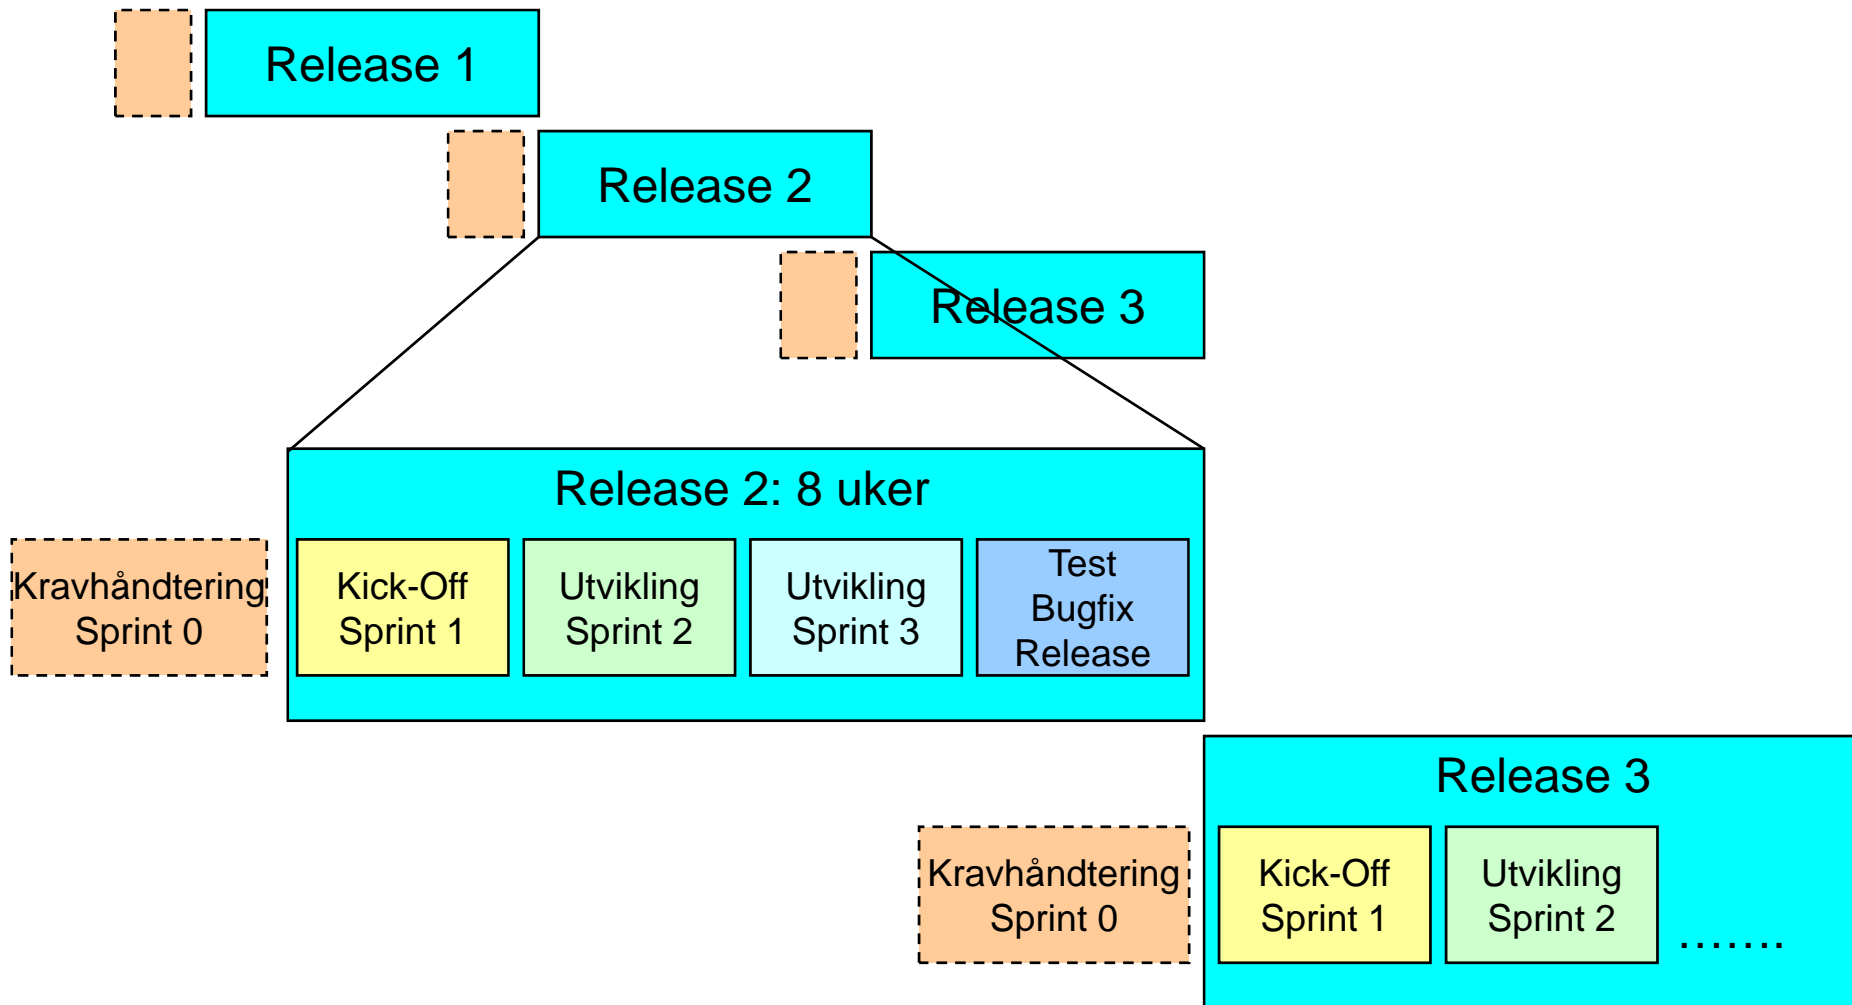 Release 1
Release 2
Release 3
Release 2: 8 uker
Kravhåndtering
Sprint 0
Kick-Off
Sprint 1
Utvikling
Sprint 2
Utvikling
Sprint 3
Test
Bugfix
Release
Release 3
Kravhåndtering
Sprint 0
Kick-Off
Sprint 1
Utvikling
Sprint 2
.......